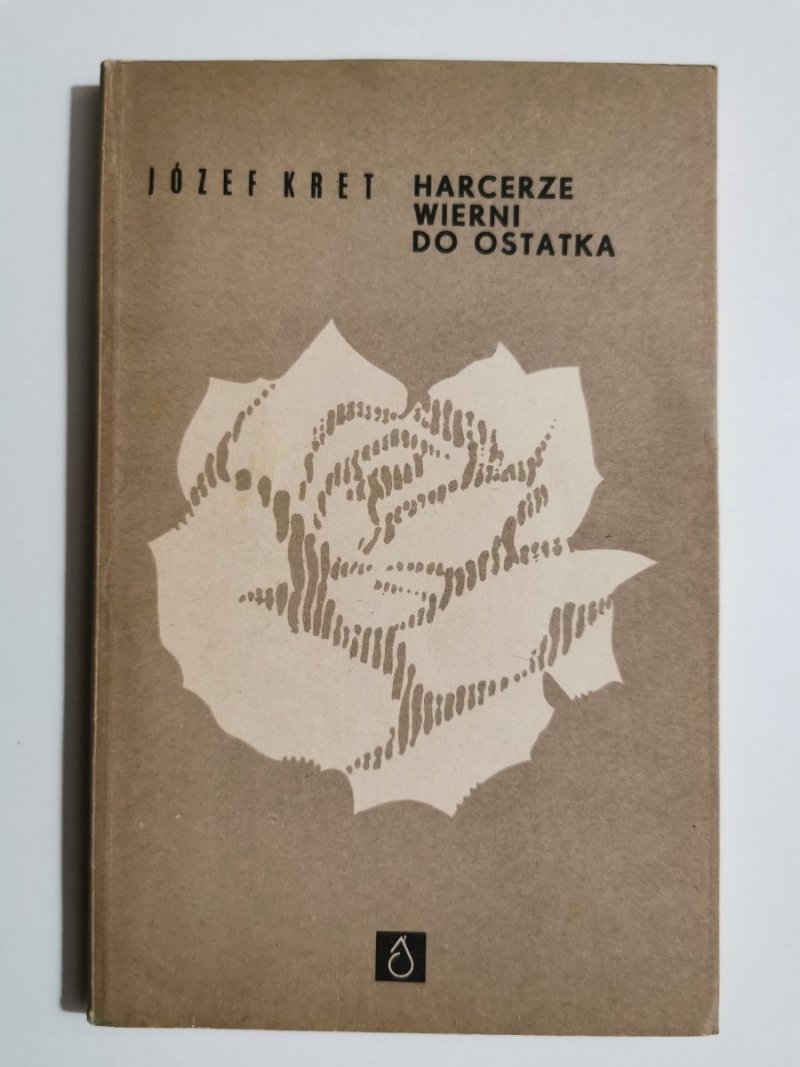 JÓZEF KRET
HARCERZE
WIERNI
DO OSTATKA